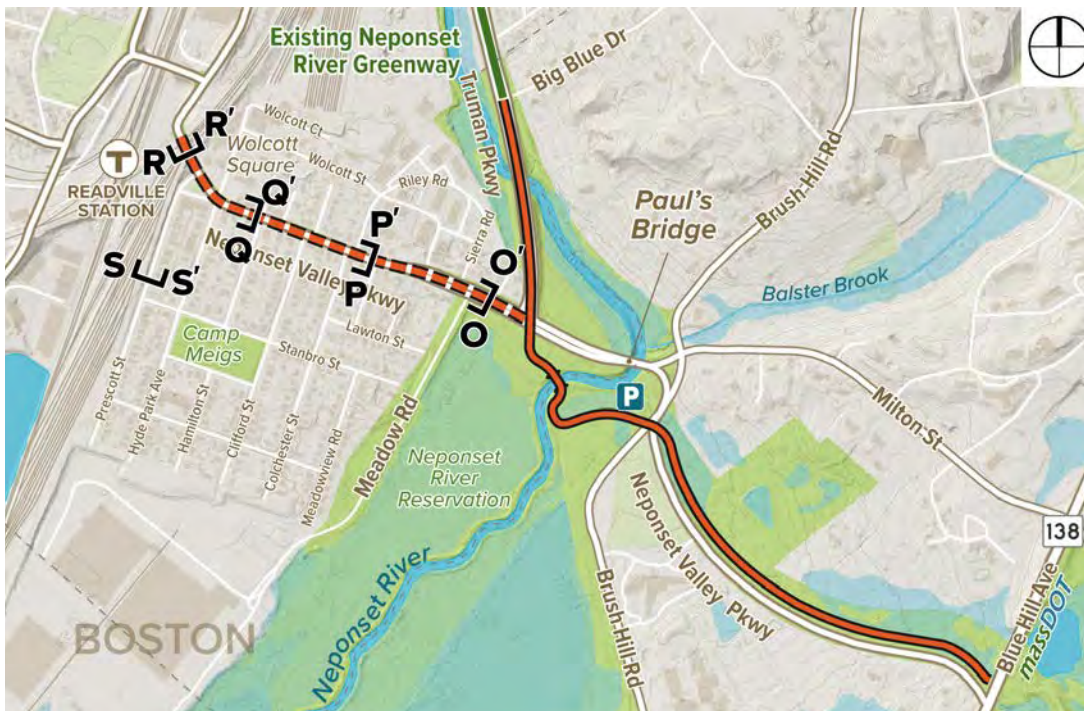 Existing Neponset
River Greenway
Big Blue Dr
Truman Pkwy
Wolcott Ct
R'
R
Wolcott
Square
T
READVILLE
STATION
Wolcott St
Riley Rd
Sierra Rd
Paul's
Bridge
Brush-Hill-Rd
Q'
Q
P'
P
O'
O
S
S'
Neponset Valley Pkwy
Balster Brook
Camp
Meigs
Lawton St
Stanbro St
P
Milton-St
Prescott St
Hyde Park Ave
Hamilton St
Clifford St
Colchester St
Meadowview Rd
Meadow Rd
Neponset
River
Reservation
Neponset Valley Pkwy
138
Neponset River
Brush-Hill-Rd
Blue Hill Ave
massDOT
BOSTON